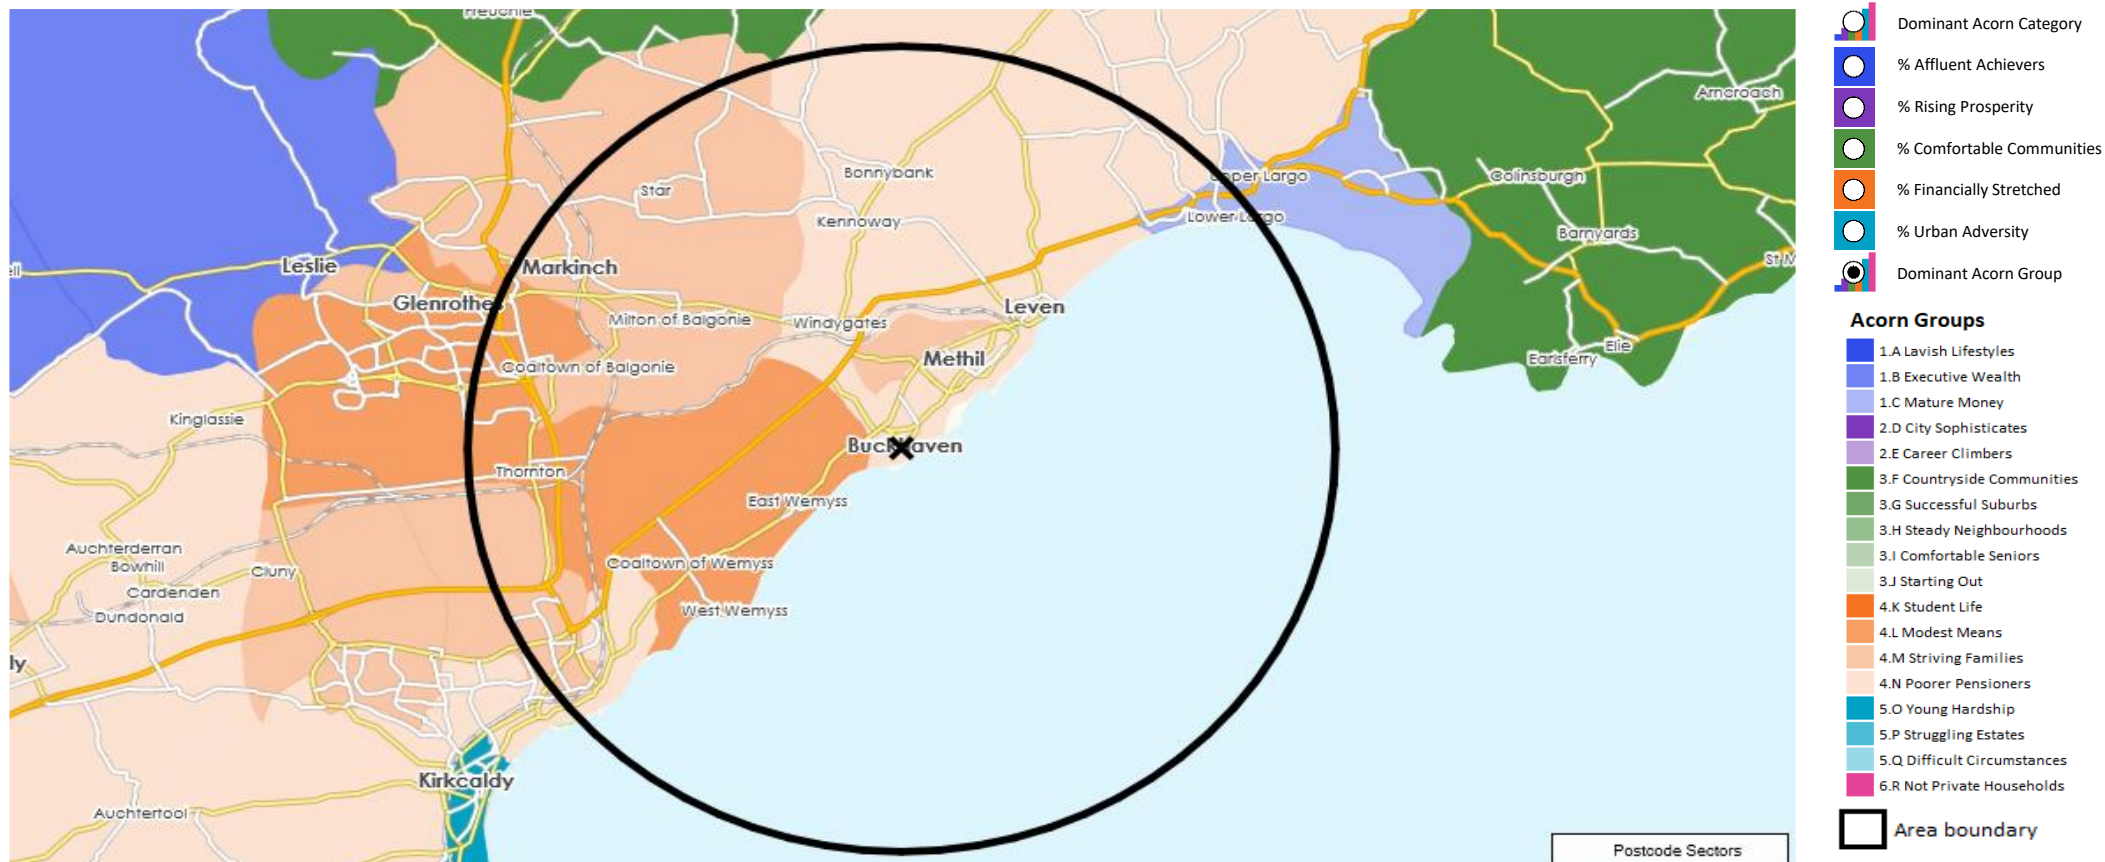 Freuchie
Arncroach
Bonnybank
Star
Upper Largo
Colinsburgh
Kennoway
Lower Largo
Barnyards
St M
ell
Leslie
Markinch
Glenrothes
Leven
Milton of Balgonie
Windygates
Elie
Earlsferry
Methil
Coaltown of Balgonie
Kinglassie
Buckhaven
Thornton
East Wemyss
Auchterderran
Bowhill
Cluny
Coaltown of Wemyss
Cardenden
Dundonald
West Wemyss
ly
Kirkcaldy
Auchtertool
Postcode Sectors
Dominant Acorn Category
% Affluent Achievers
% Rising Prosperity
% Comfortable Communities
% Financially Stretched
% Urban Adversity
Dominant Acorn Group
Acorn Groups
1.A Lavish Lifestyles
1.B Executive Wealth
1.C Mature Money
2.D City Sophisticates
2.E Career Climbers
3.F Countryside Communities
3.G Successful Suburbs
3.H Steady Neighbourhoods
3.I Comfortable Seniors
3.J Starting Out
4.K Student Life
4.L Modest Means
4.M Striving Families
4.N Poorer Pensioners
5.O Young Hardship
5.P Struggling Estates
5.Q Difficult Circumstances
6.R Not Private Households
Area boundary